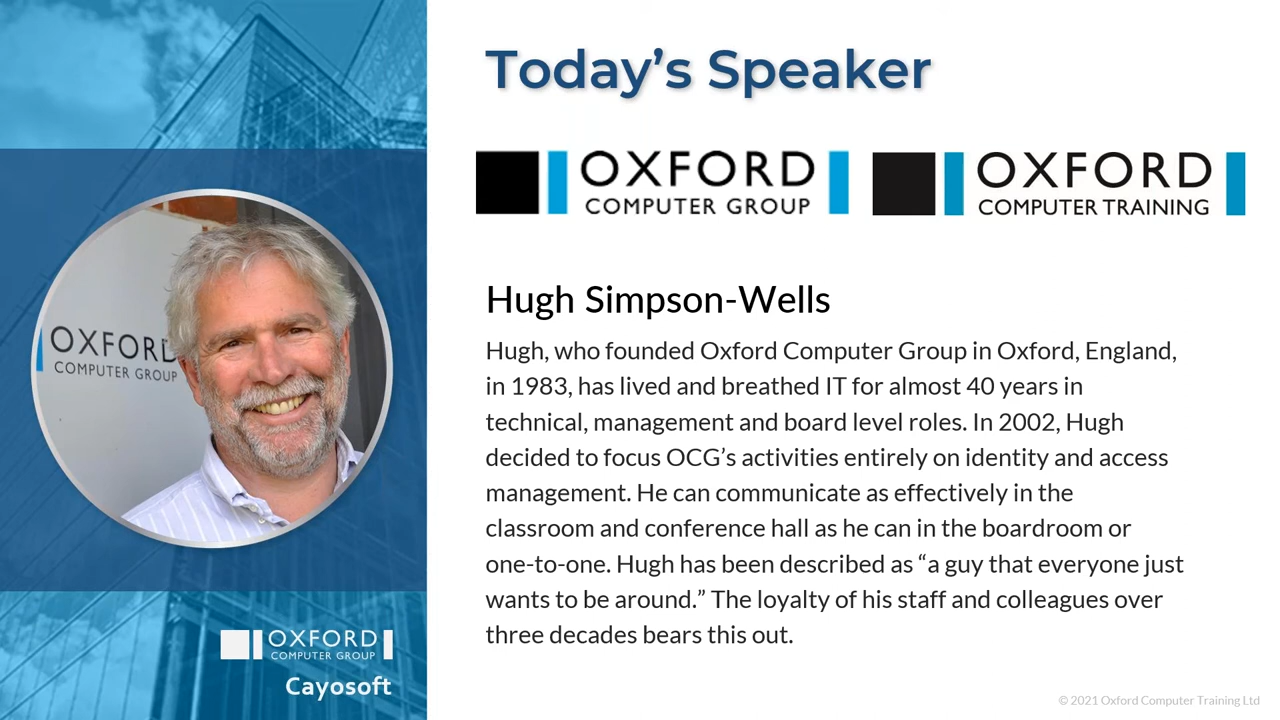 Today’s Speaker
OXFORD
COMPUTER GROUP
OXFORD
COMPUTER TRAINING
Hugh Simpson-Wells
Hugh, who founded Oxford Computer Group in Oxford, England,
in 1983, has lived and breathed IT for almost 40 years in
technical, management and board level roles. In 2002, Hugh
decided to focus OCG’s activities entirely on identity and access
management. He can communicate as effectively in the
classroom and conference hall as he can in the boardroom or
one-to-one. Hugh has been described as “a guy that everyone just
wants to be around.” The loyalty of his staff and colleagues over
three decades bears this out.
OXFORD
COMPUTER GROUP
OXFORD
COMPUTER GROUP
Cayosoft
© 2021 Oxford Computer Training Ltd